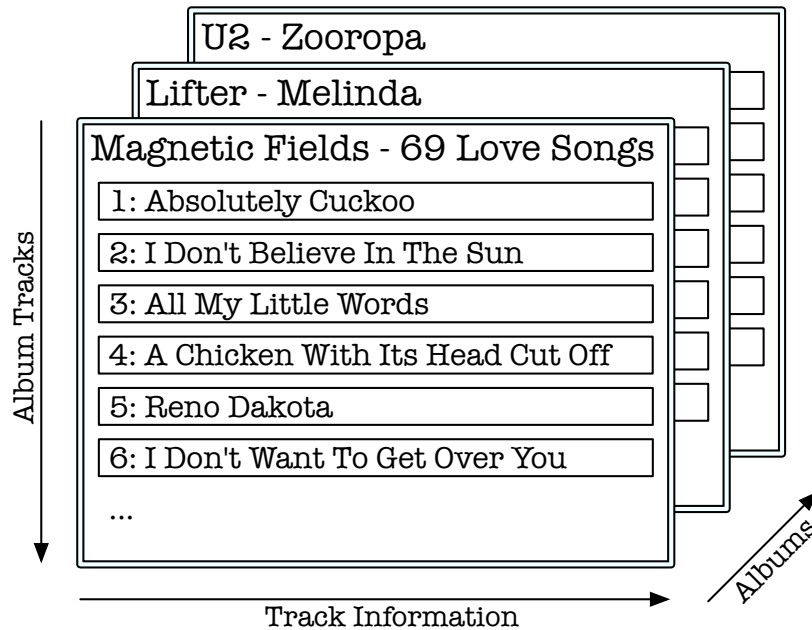 U2 - Zooropa
Lifter - Melinda
Magnetic Fields - 69 Love Songs
1: Absolutely Cuckoo
2: I Don't Believe In The Sun
3: All My Little Words
4: A Chicken With Its Head Cut Off
5: Reno Dakota
6: I Don't Want To Get Over You
...
Album Tracks
Track Information
Albums